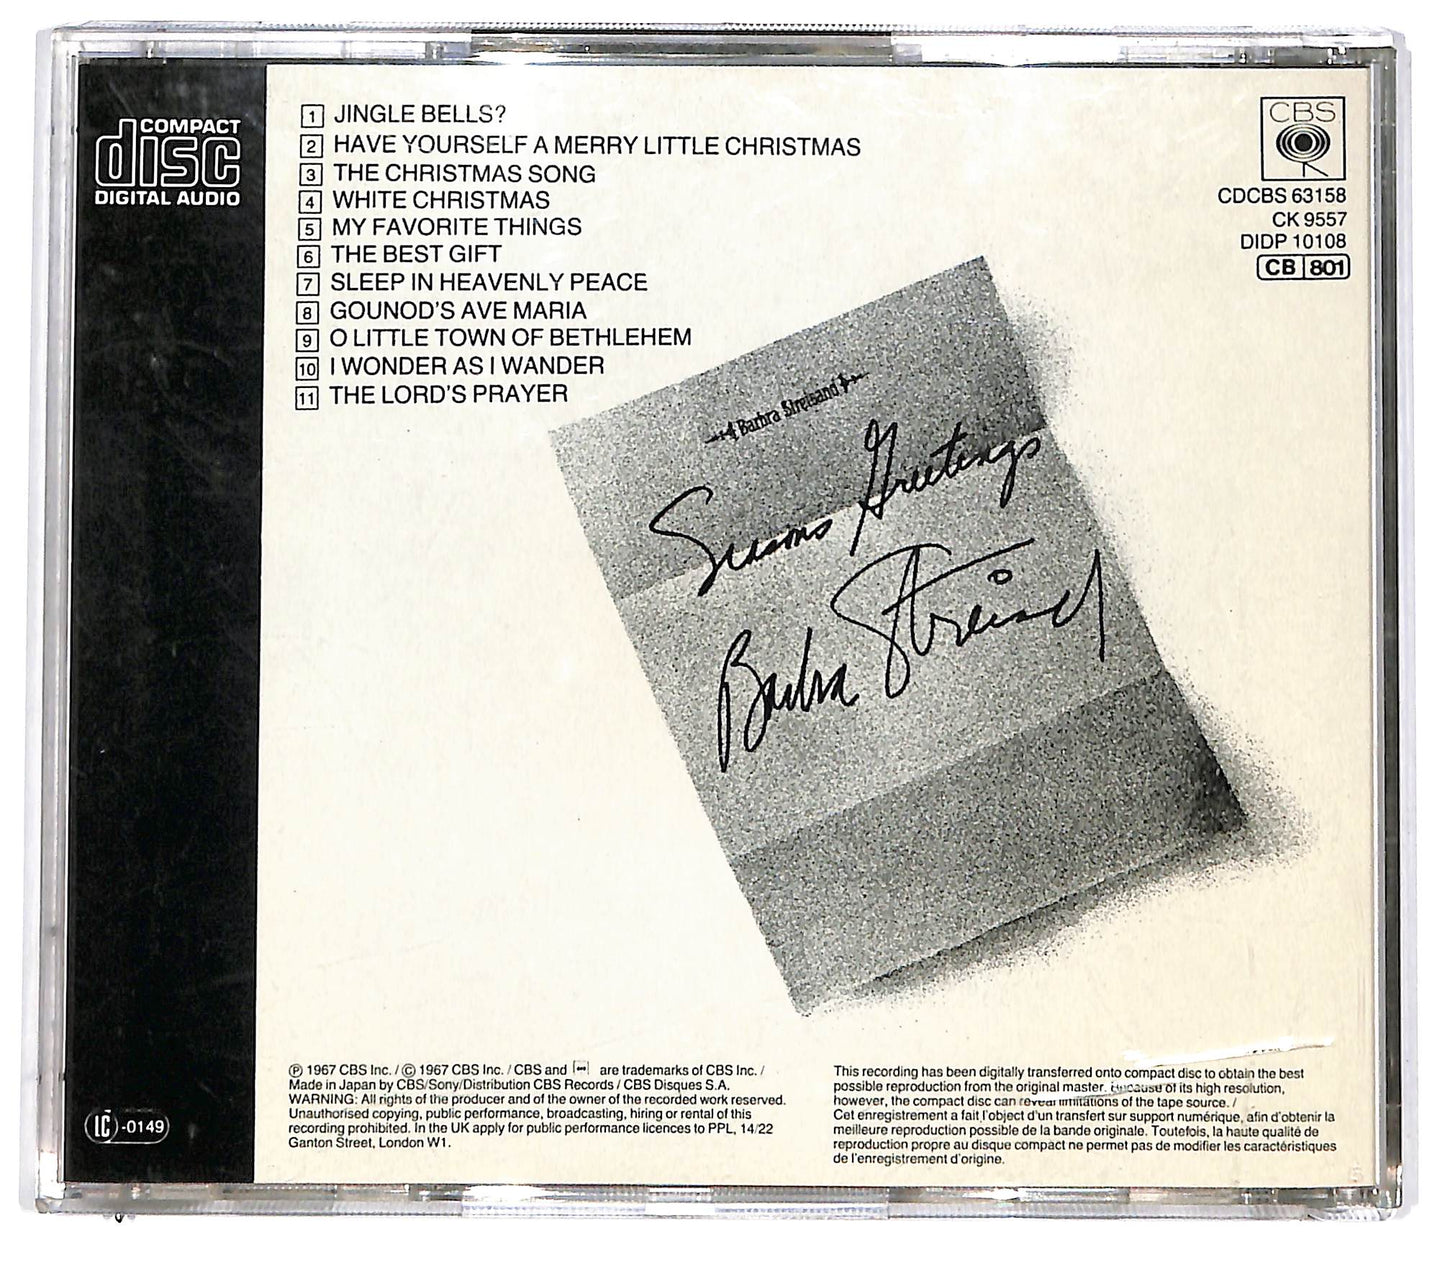 COMPACT
disc
DIGITAL AUDIO
1 JINGLE BELLS?
2 HAVE YOURSELF A MERRY LITTLE CHRISTMAS
3 THE CHRISTMAS SONG
4 WHITE CHRISTMAS
5 MY FAVORITE THINGS
6 THE BEST GIFT
7 SLEEP IN HEAVENLY PEACE
8 GOUNOD'S AVE MARIA
9 O LITTLE TOWN OF BETHLEHEM
10 I WONDER AS I WANDER
11 THE LORD'S PRAYER
CBS
CDCBS 63158
CK 9557
DIDP 10108
CB 801
Barbra Streisand
Seasons Greetings
Barbra Streisand
℗ 1967 CBS Inc. / © 1967 CBS Inc. / CBS and are trademarks of CBS Inc. /
Made in Japan by CBS/Sony/Distribution CBS Records / CBS Disques S.A.
WARNING: All rights of the producer and of the owner of the recorded work reserved.
Unauthorised copying, public performance, broadcasting, hiring or rental of this
recording prohibited. In the UK apply for public performance licences to PPL, 14/22
Ganton Street, London W1.
This recording has been digitally transferred onto compact disc to obtain the best
possible reproduction from the original master. Because of its high resolution,
however, the compact disc can reveal limitations of the tape source. /
Cet enregistrement a fait l'object d'un transfert sur support numérique, afin d'obtenir la
meilleure reproduction possible de la bande originale. Toutefois, la haute qualité de
reproduction propre au disque compact ne permet pas de modifier les caractéristiques
de l'enregistrement d'origine.
IC -0149